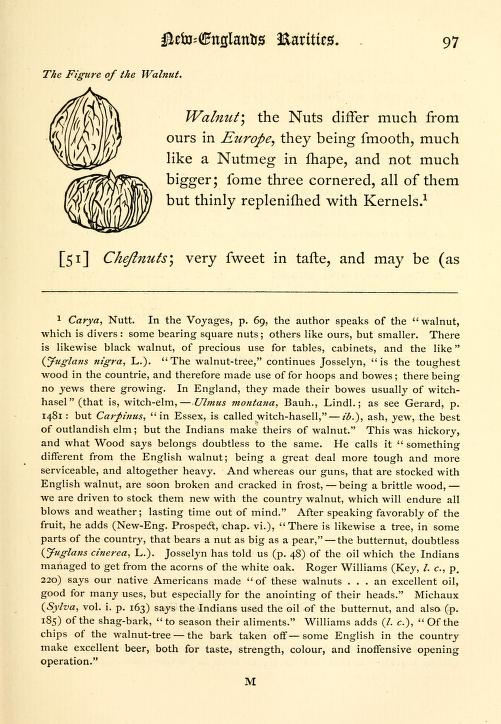 New-Englands Rarities. 97
The Figure of the Walnut.
Walnut; the Nuts differ much from
ours in Europe, they being ſmooth, much
like a Nutmeg in ſhape, and not much
bigger; ſome three cornered, all of them
but thinly repleniſhed with Kernels.¹
[51] Cheſtnuts; very ſweet in taſte, and may be (as
¹ Carya, Nutt. In the Voyages, p. 69, the author speaks of the “walnut,
which is divers: some bearing square nuts; others like ours, but smaller. There
is likewise black walnut, of precious use for tables, cabinets, and the like”
(Juglans nigra, L.). “The walnut-tree,” continues Josselyn, “is the toughest
wood in the countrie, and therefore made use of for hoops and bowes; there being
no yews there growing. In England, they made their bowes usually of witch-
hasel” (that is, witch-elm, — Ulmus montana, Bauh., Lindl.; as see Gerard, p.
1481: but Carpinus, “in Essex, is called witch-hasell,” — ib.), ash, yew, the best
of outlandish elm; but the Indians make theirs of walnut.” This was hickory,
and what Wood says belongs doubtless to the same. He calls it “something
different from the English walnut; being a great deal more tough and more
serviceable, and altogether heavy. And whereas our guns, that are stocked with
English walnut, are soon broken and cracked in frost, — being a brittle wood, —
we are driven to stock them new with the country walnut, which will endure all
blows and weather; lasting time out of mind.” After speaking favorably of the
fruit, he adds (New-Eng. Prospect, chap. vi.), “There is likewise a tree, in some
parts of the country, that bears a nut as big as a pear,” — the butternut, doubtless
(Juglans cinerea, L.). Josselyn has told us (p. 48) of the oil which the Indians
managed to get from the acorns of the white oak. Roger Williams (Key, l. c., p.
220) says our native Americans made “of these walnuts . . . an excellent oil,
good for many uses, but especially for the anointing of their heads.” Michaux
(Sylva, vol. i. p. 163) says the Indians used the oil of the butternut, and also (p.
185) of the shag-bark, “to season their aliments.” Williams adds (l. c.), “Of the
chips of the walnut-tree — the bark taken off — some English in the country
make excellent beer, both for taste, strength, colour, and inoffensive opening
operation.”
M